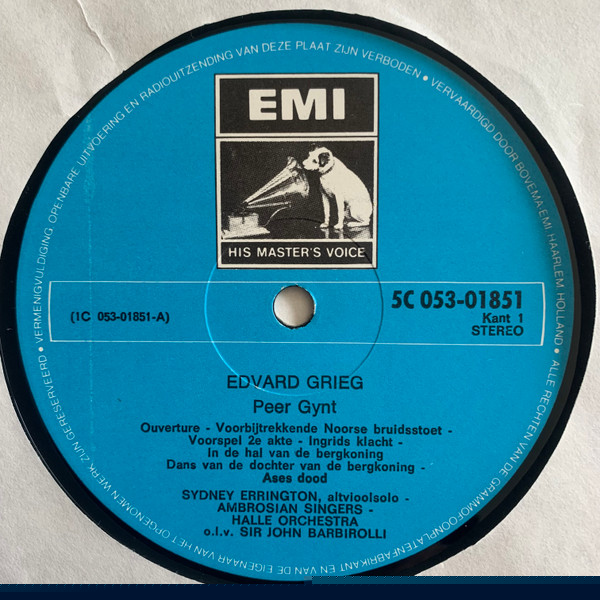 VERVAARDIGD DOOR BOVEMA-EMI HAARLEM HOLLAND • ALLE RECHTEN VAN DE GRAMMOFOONPLATENFABRIKANT EN VAN DE EIGENAAR VAN HET OPGENOMEN WERK ZIJN GERESERVEERD • VERMENIGVULDIGING OPENBARE UITVOERING EN RADIOUITZENDING VAN DEZE PLAAT ZIJN VERBODEN •
EMI
HIS MASTER'S VOICE
(1C 053-01851-A)
5C 053-01851
Kant 1
STEREO
EDVARD GRIEG
Peer Gynt
Ouverture - Voorbijtrekkende Noorse bruidsstoet -
Voorspel 2e akte - Ingrids klacht -
In de hal van de bergkoning
Dans van de dochter van de bergkoning -
Ases dood
SYDNEY ERRINGTON, altvioolsolo -
AMBROSIAN SINGERS -
HALLE ORCHESTRA
o.l.v. SIR JOHN BARBIROLLI